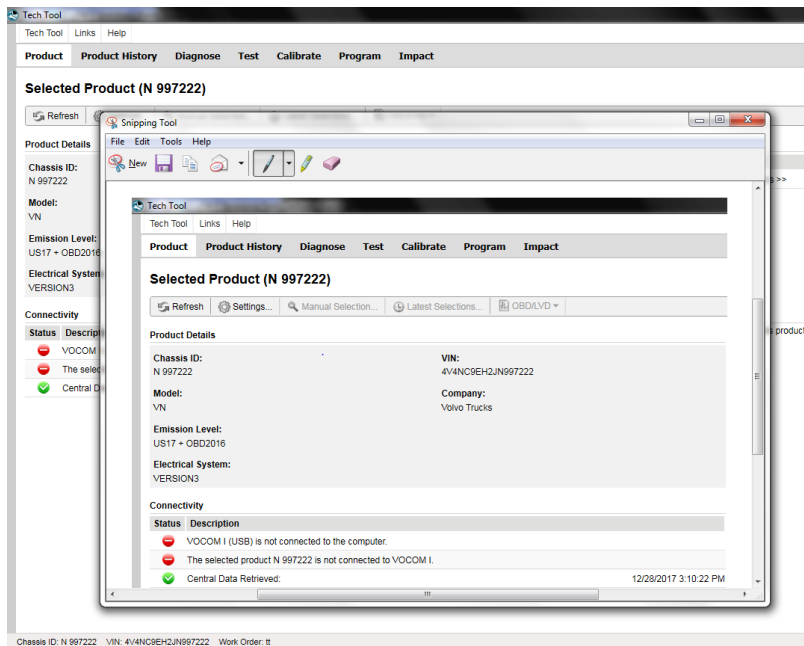 Tech Tool
Tech Tool Links Help
Product Product History Diagnose Test Calibrate Program Impact
Selected Product (N 997222)
Refresh
Product Details
Chassis ID:
N 997222
Model:
VN
Emission Level:
US17 + OBD2016
Electrical System
VERSION3
Connectivity
Status Descript
VOCOM
The selec
Central D
s >>
s product
Snipping Tool
File Edit Tools Help
New
Tech Tool
Tech Tool Links Help
Product Product History Diagnose Test Calibrate Program Impact
Selected Product (N 997222)
Refresh Settings... Manual Selection... Latest Selections... OBD/LVD
Product Details
Chassis ID: VIN:
N 997222 4V4NC9EH2JN997222
Model: Company:
VN Volvo Trucks
Emission Level:
US17 + OBD2016
Electrical System:
VERSION3
Connectivity
Status Description
VOCOM I (USB) is not connected to the computer.
The selected product N 997222 is not connected to VOCOM I.
Central Data Retrieved: 12/28/2017 3:10:22 PM
Chassis ID: N 997222 VIN: 4V4NC9EH2JN997222 Work Order: tt